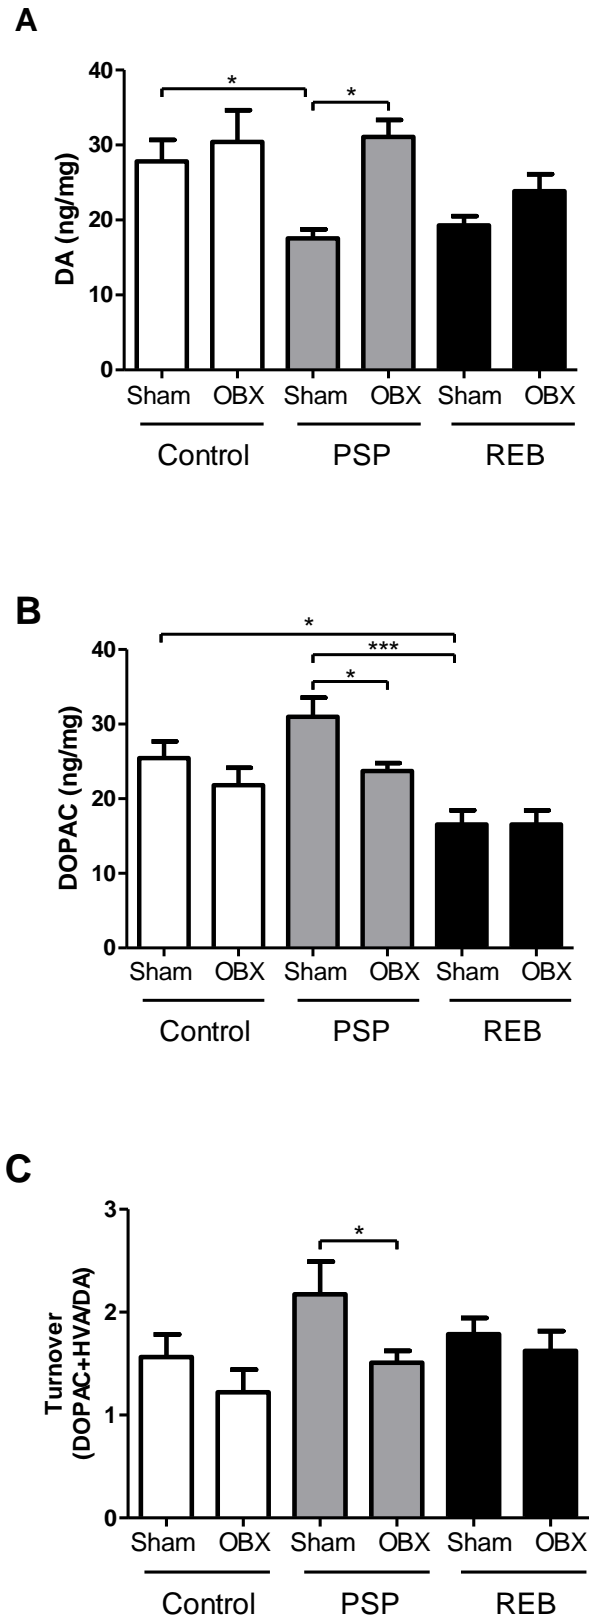 A
DA (ng/mg)
40
30
20
10
0
*
*
Sham OBX Sham OBX Sham OBX
Control PSP REB
B
DOPAC (ng/mg)
40
30
20
10
0
*
***
*
Sham OBX Sham OBX Sham OBX
Control PSP REB
C
Turnover
(DOPAC+HVA/DA)
3
2
1
0
*
Sham OBX Sham OBX Sham OBX
Control PSP REB